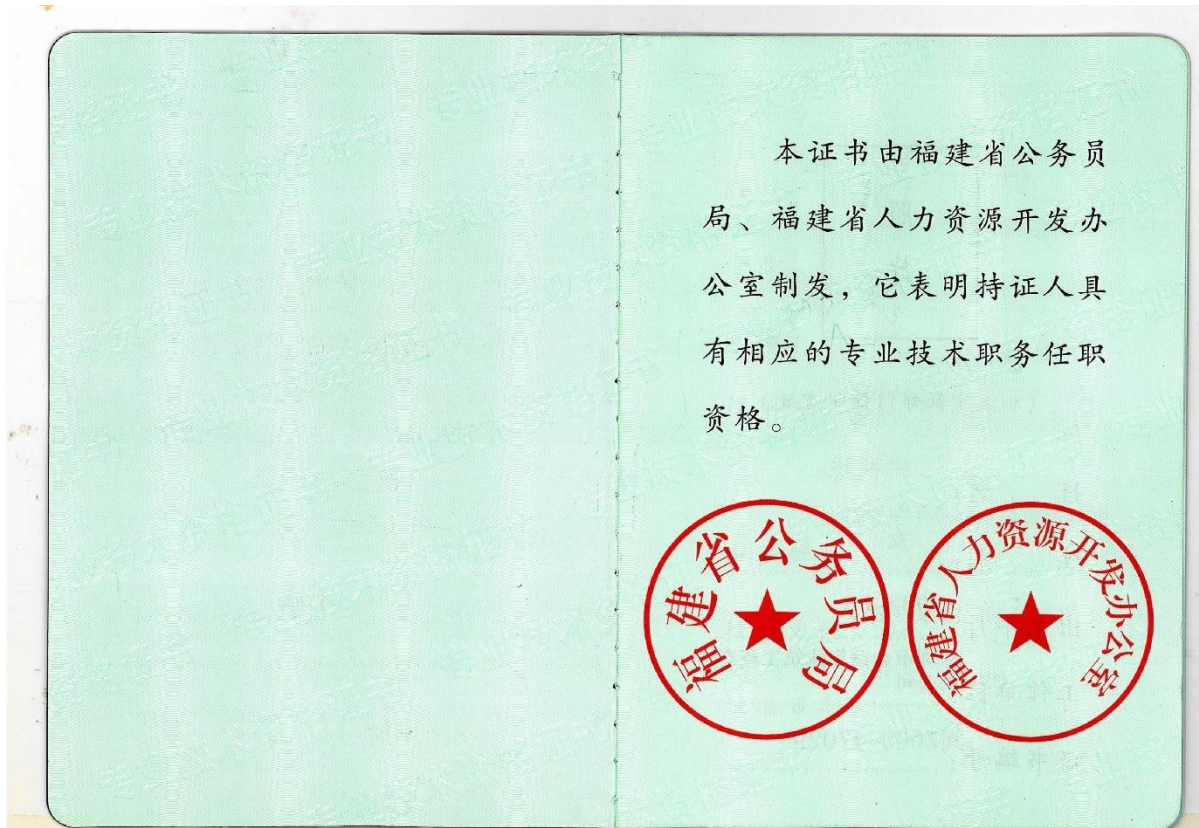 本证书由福建省公务员
局、福建省人力资源开发办
公室制发，它表明持证人具
有相应的专业技术职务任职
资格。
福建省公务员局
福建省人力资源开发办公室